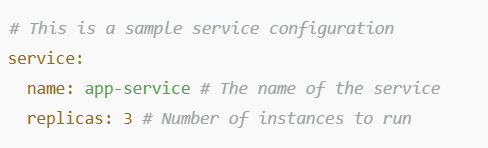 # This is a sample service configuration
service:
  name: app-service # The name of the service
  replicas: 3 # Number of instances to run